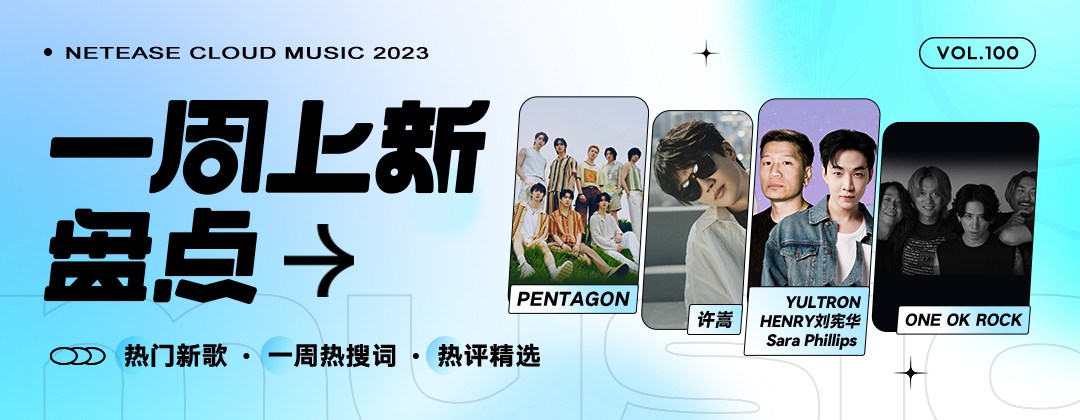 NETEASE CLOUD MUSIC 2023
VOL.100
一周上新
盘点
热门新歌 · 一周热搜词 · 热评精选
PENTAGON
许嵩
YULTRON
HENRY刘宪华
Sara Phillips
ONE OK ROCK
music